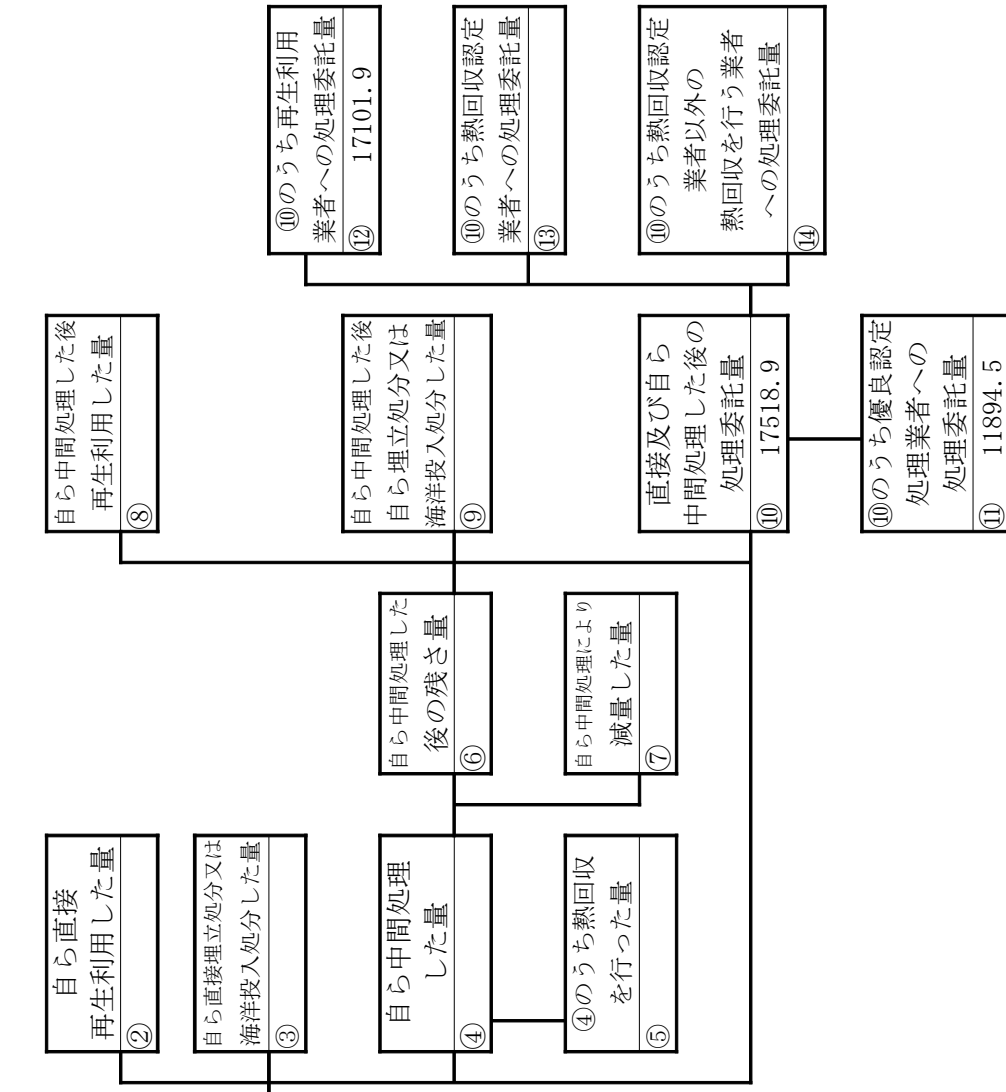 自ら直接
再生利用した量
②
自ら直接埋立処分又は
海洋投入処分した量
③
自ら中間処理
した量
④
④のうち熱回収
を行った量
⑤
自ら中間処理した
後の残さ量
⑥
自ら中間処理により
減量した量
⑦
自ら中間処理した後
再生利用した量
⑧
自ら中間処理した後
自ら埋立処分又は
海洋投入処分した量
⑨
直接及び自ら
中間処理した後の
処理委託量
⑩ 17518.9
⑩のうち優良認定
処理業者への
処理委託量
⑪ 11894.5
⑩のうち再生利用
業者への処理委託量
⑫ 17101.9
⑩のうち熱回収認定
業者への処理委託量
⑬
⑩のうち熱回収認定
業者以外の
熱回収を行う業者
への処理委託量
⑭